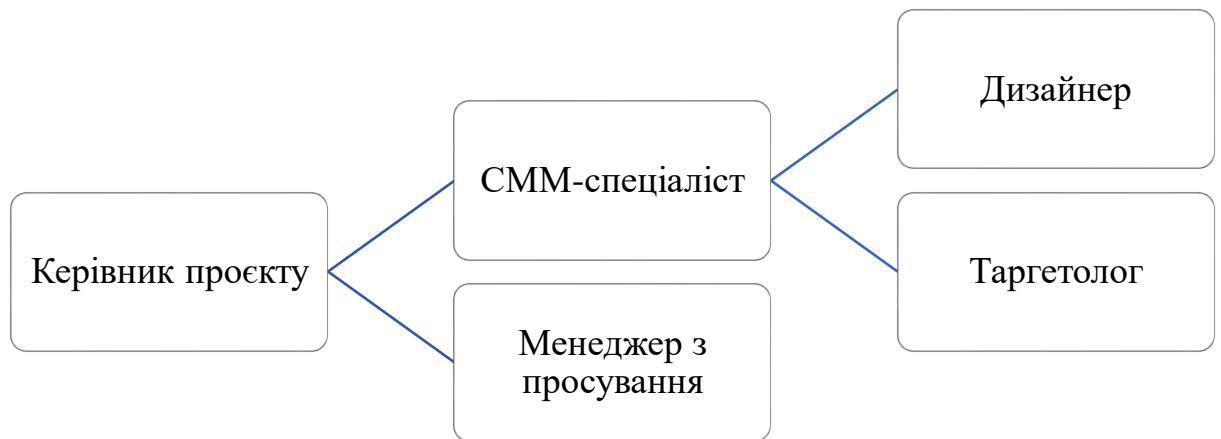 Керівник проєкту
СММ-спеціаліст
Менеджер з
просування
Дизайнер
Таргетолог